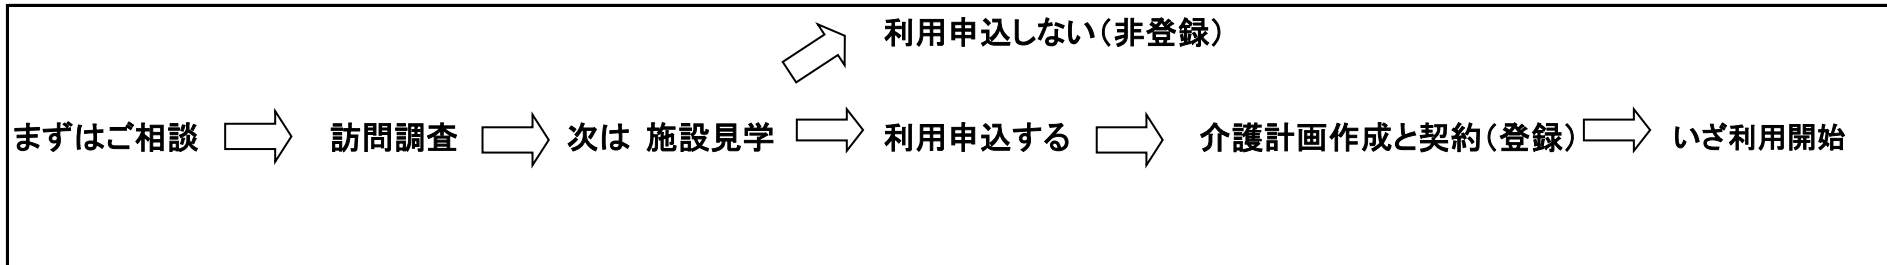 利用申込しない（非登録）
まずはご相談 訪問調査 次は 施設見学 利用申込する 介護計画作成と契約（登録） いざ利用開始